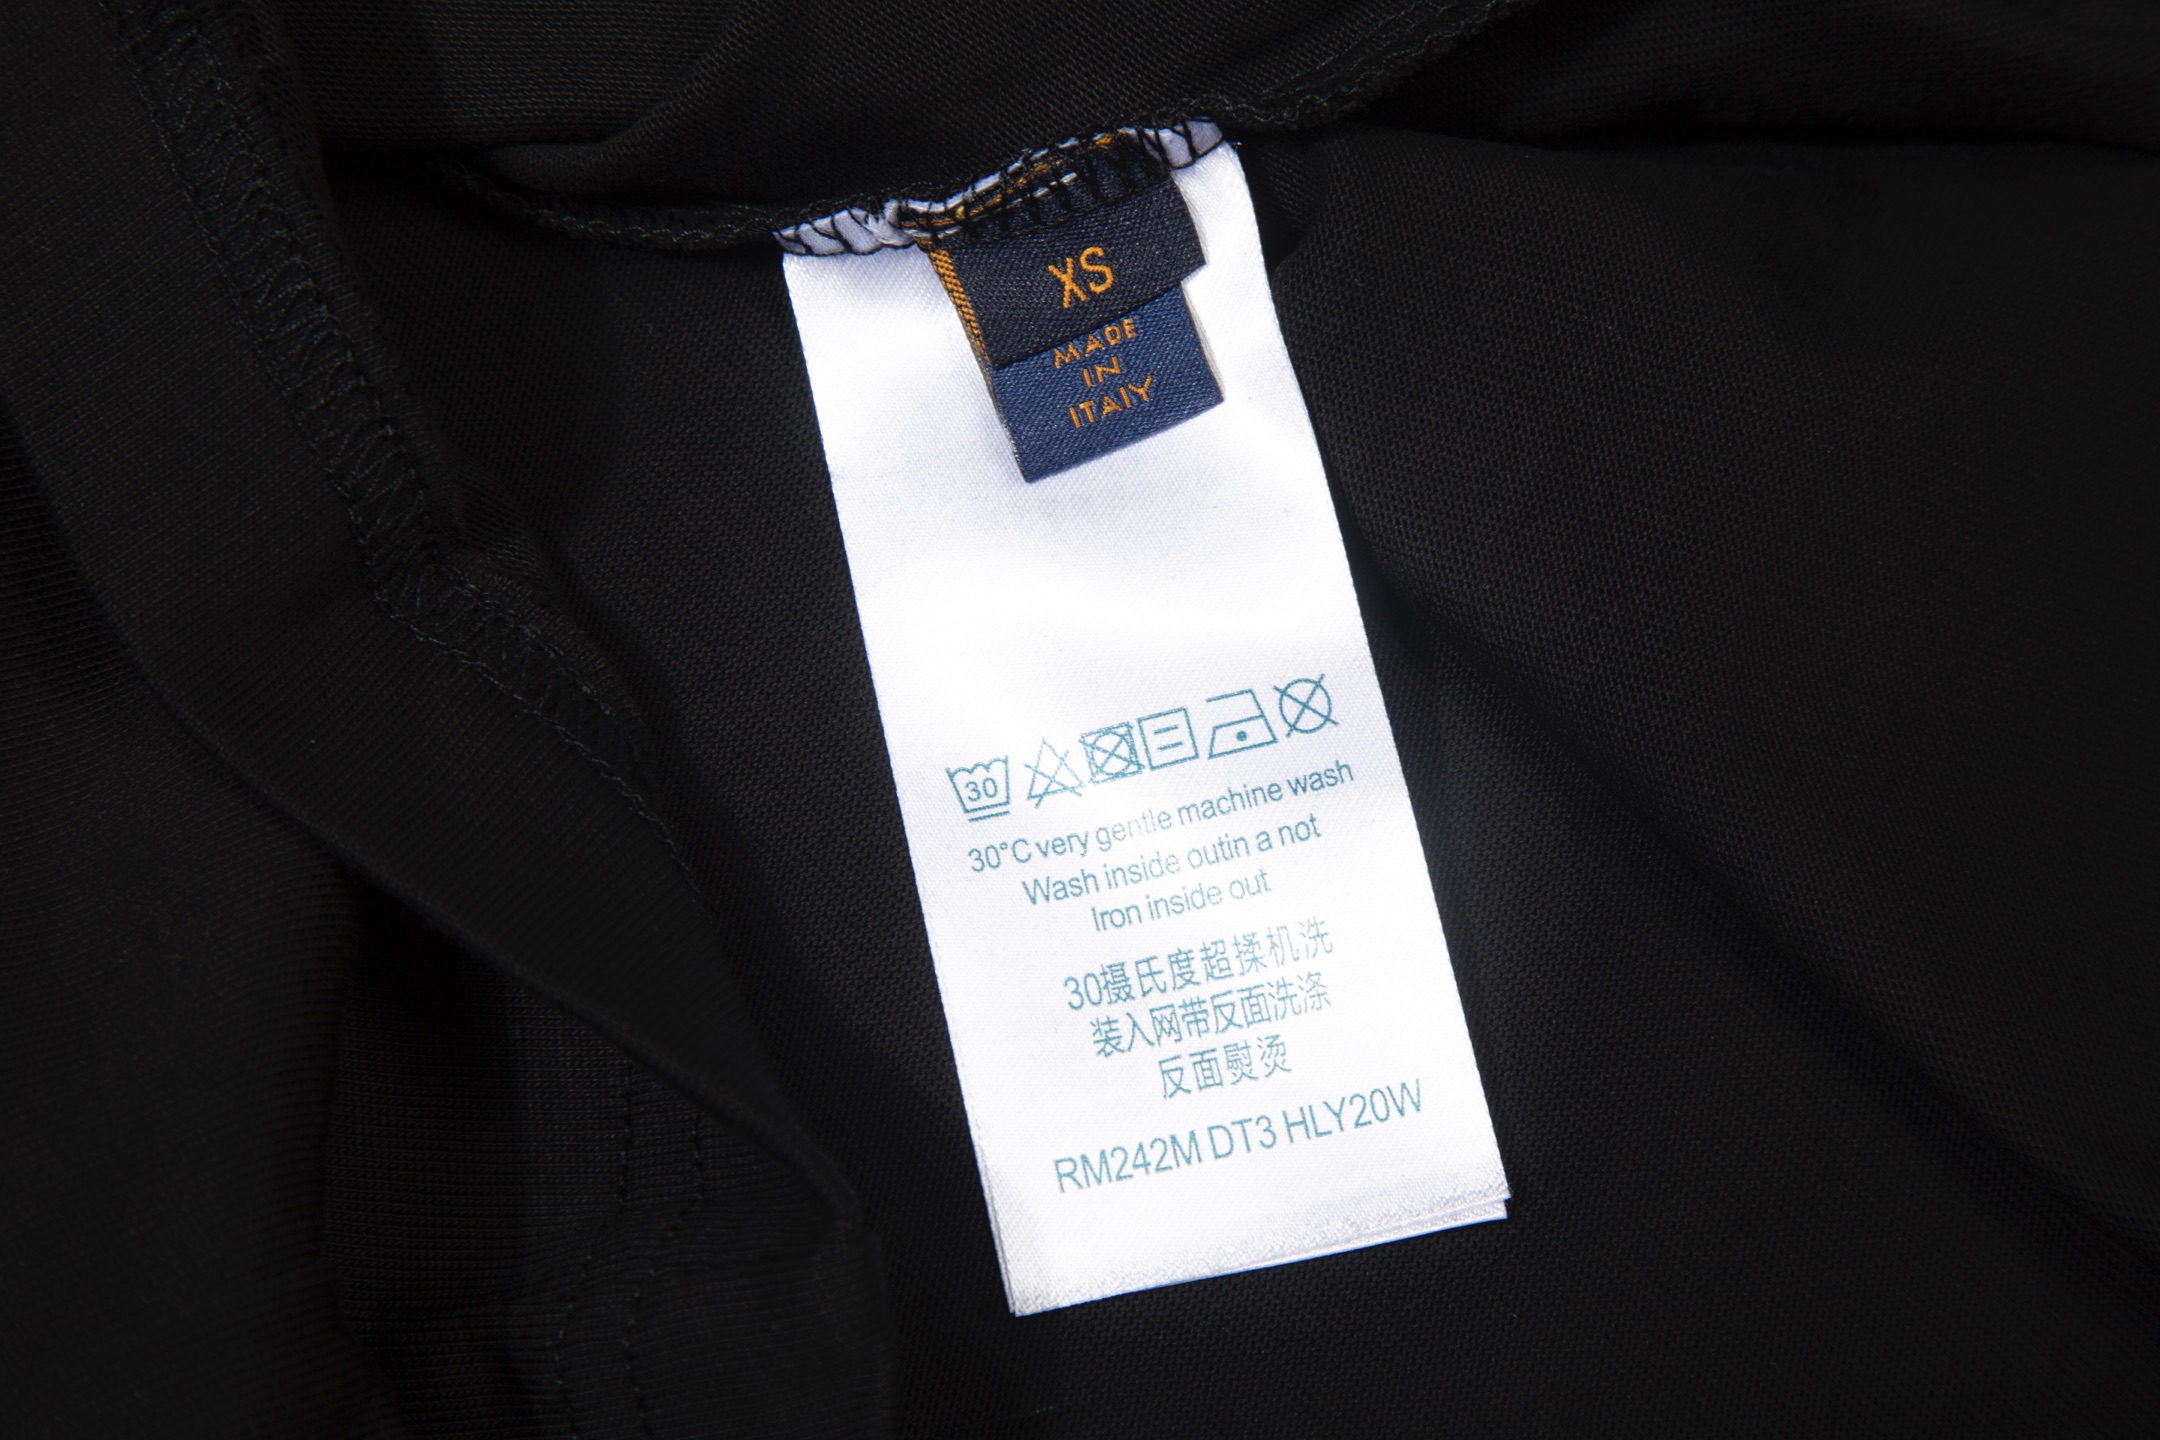 XS
MADE
IN
ITAIY
30
30°C very gentle machine wash
Wash inside outin a not
Iron inside out
30摄氏度超揉机洗
装入网带反面洗涤
反面熨烫
RM242M DT3 HLY20W